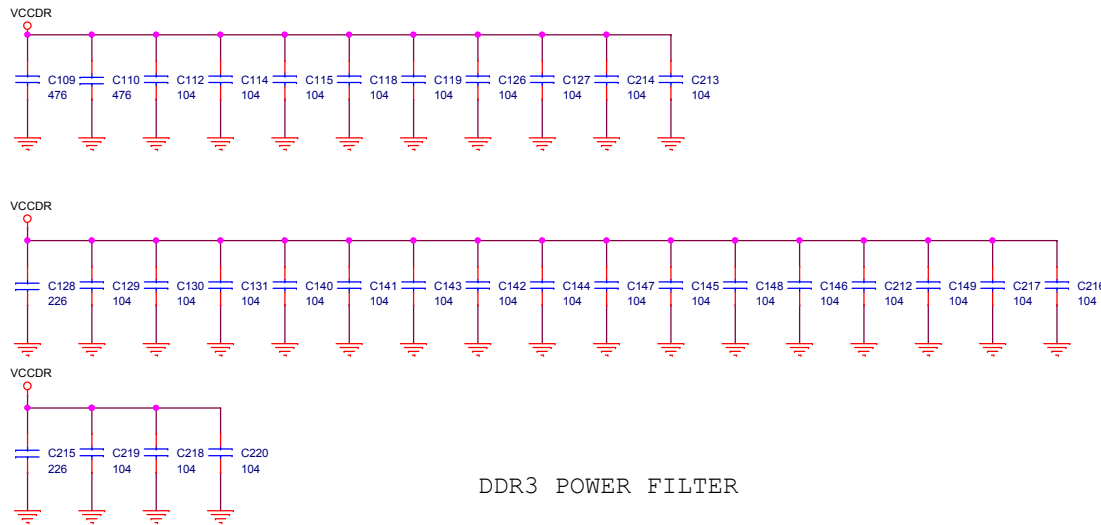 VCCDR
C109 C110 C112 C114 C115 C118 C119 C126 C127 C214 C213
476 476 104 104 104 104 104 104 104 104 104
VCCDR
C128 C129 C130 C131 C140 C141 C143 C142 C144 C147 C145 C148 C146 C212 C149 C217 C216
226 104 104 104 104 104 104 104 104 104 104 104 104 104 104 104 104
VCCDR
C215 C219 C218 C220
226 104 104 104
DDR3 POWER FILTER